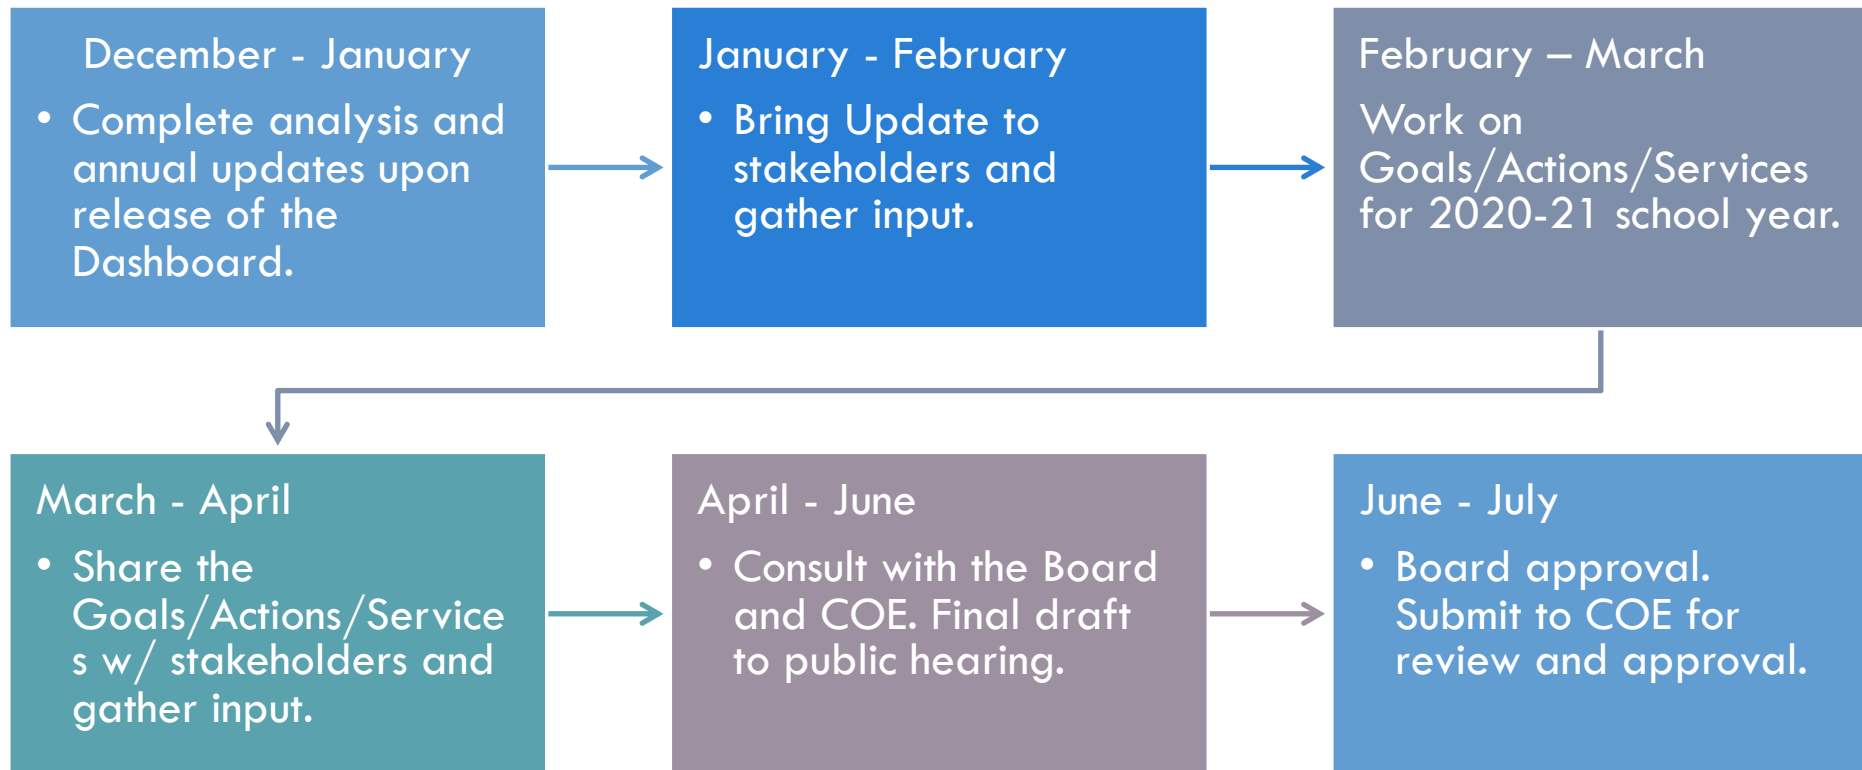 December - January
• Complete analysis and
annual updates upon
release of the
Dashboard.
January - February
• Bring Update to
stakeholders and
gather input.
February – March
Work on
Goals/Actions/Services
for 2020-21 school year.
March - April
• Share the
Goals/Actions/Service
s w/ stakeholders and
gather input.
April - June
• Consult with the Board
and COE. Final draft
to public hearing.
June - July
• Board approval.
Submit to COE for
review and approval.